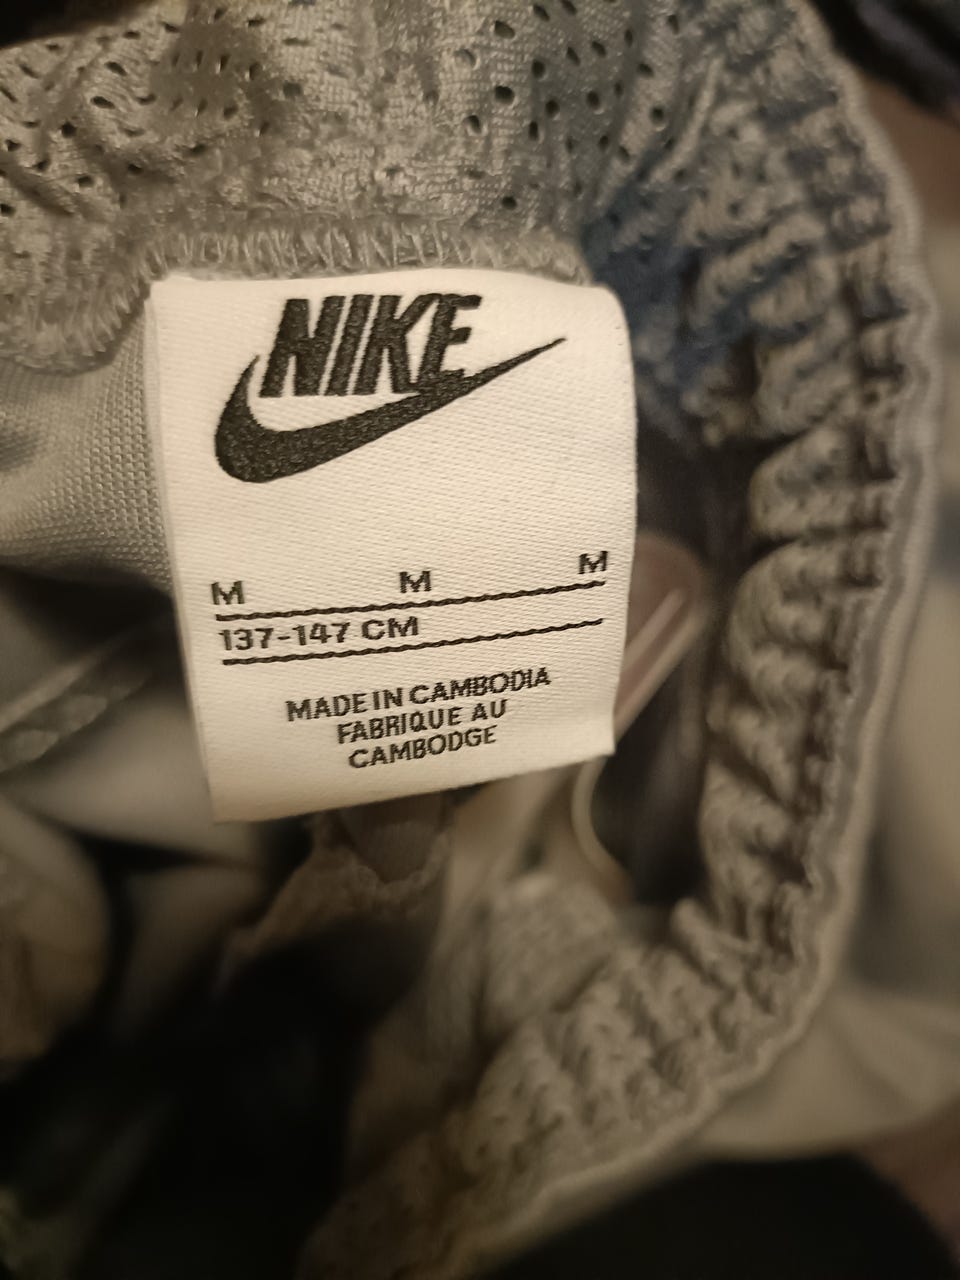 NIKE
M M M
137-147 CM
MADE IN CAMBODIA
FABRIQUE AU
CAMBODGE